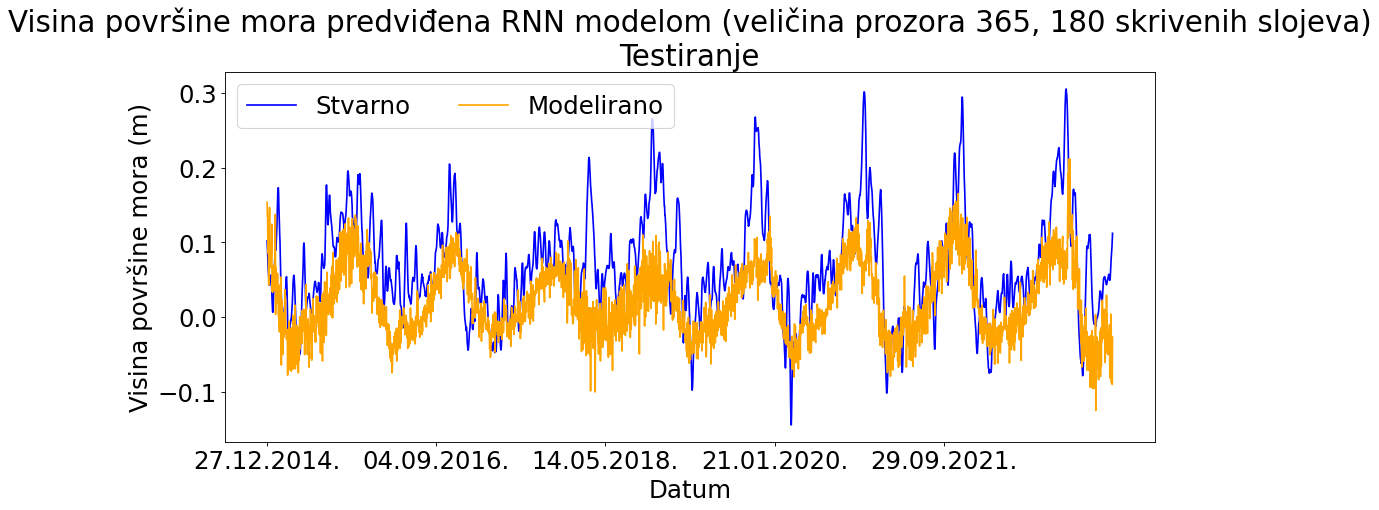 Visina površine mora predviđena RNN modelom (veličina prozora 365, 180 skrivenih slojeva)
Testiranje
Stvarno
Modelirano
Visina površine mora (m)
0.3
0.2
0.1
0.0
−0.1
27.12.2014.
04.09.2016.
14.05.2018.
21.01.2020.
29.09.2021.
Datum